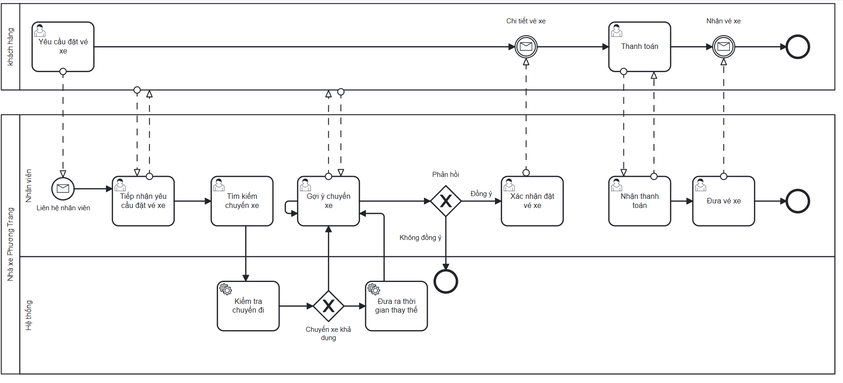 khách hàng
Yêu cầu đặt vé
xe
Chi tiết vé xe
Thanh toán
Nhận vé xe
Nhà xe Phương Trang
Nhân viên
Liên hệ nhân viên
Tiếp nhận yêu
cầu đặt vé xe
Tìm kiếm
chuyến xe
Gợi ý chuyến
xe
Phản hồi
Đồng ý
Không đồng ý
Xác nhận đặt
vé xe
Nhận thanh
toán
Đưa vé xe
Hệ thống
Kiểm tra
chuyến đi
Chuyến xe khả
dụng
Đưa ra thời
gian thay thế